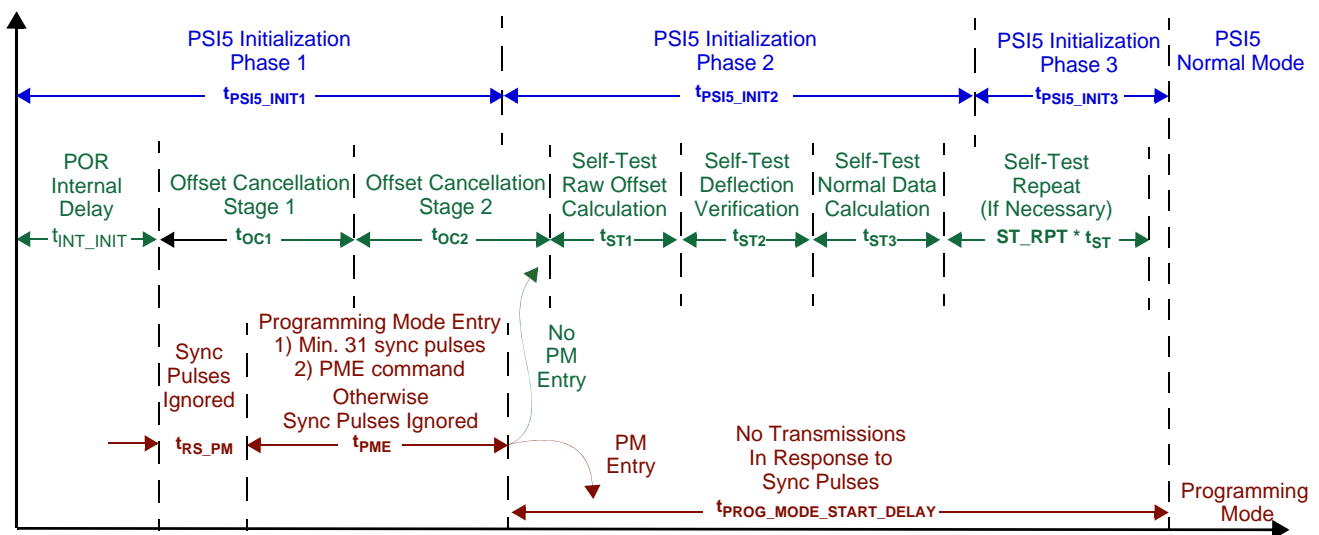 PSI5 Initialization
Phase 1
tPSI5_INIT1
PSI5 Initialization
Phase 2
tPSI5_INIT2
PSI5 Initialization
Phase 3
tPSI5_INIT3
PSI5
Normal Mode
POR
Internal
Delay
tINT_INIT
Offset Cancellation
Stage 1
tOC1
Offset Cancellation
Stage 2
tOC2
Self-Test
Raw Offset
Calculation
tST1
Self-Test
Deflection
Verification
tST2
Self-Test
Normal Data
Calculation
tST3
Self-Test
Repeat
(If Necessary)
ST_RPT * tST
Sync
Pulses
Ignored
tRS_PM
Programming Mode Entry
1) Min. 31 sync pulses
2) PME command
Otherwise
Sync Pulses Ignored
tPME
No
PM
Entry
PM
Entry
No Transmissions
In Response to
Sync Pulses
tPROG_MODE_START_DELAY
Programming
Mode